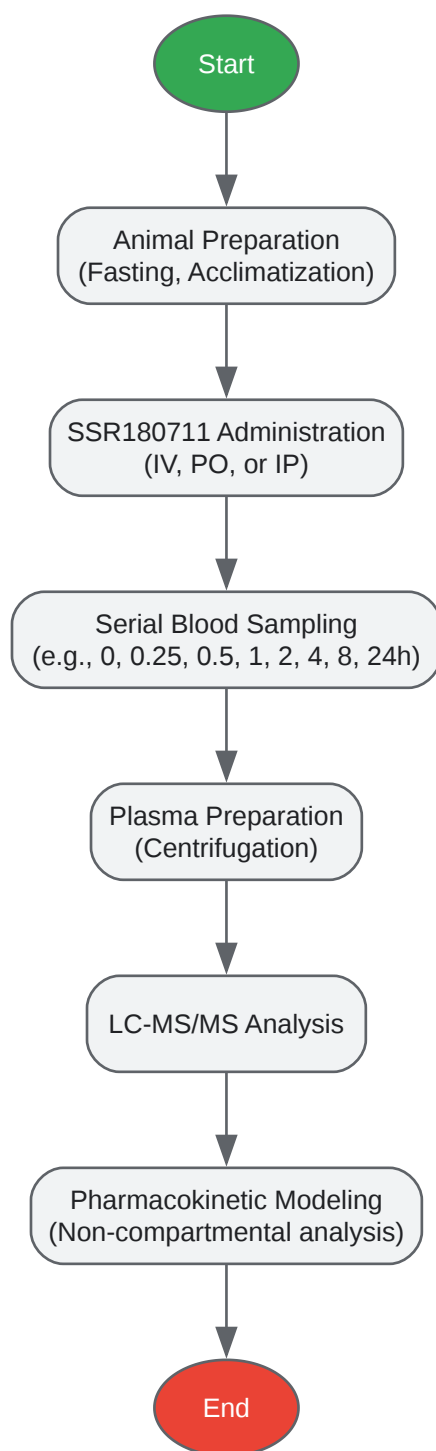 Start
Animal Preparation
(Fasting, Acclimatization)
SSR180711 Administration
(IV, PO, or IP)
Serial Blood Sampling
(e.g., 0, 0.25, 0.5, 1, 2, 4, 8, 24h)
Plasma Preparation
(Centrifugation)
LC-MS/MS Analysis
Pharmacokinetic Modeling
(Non-compartmental analysis)
End